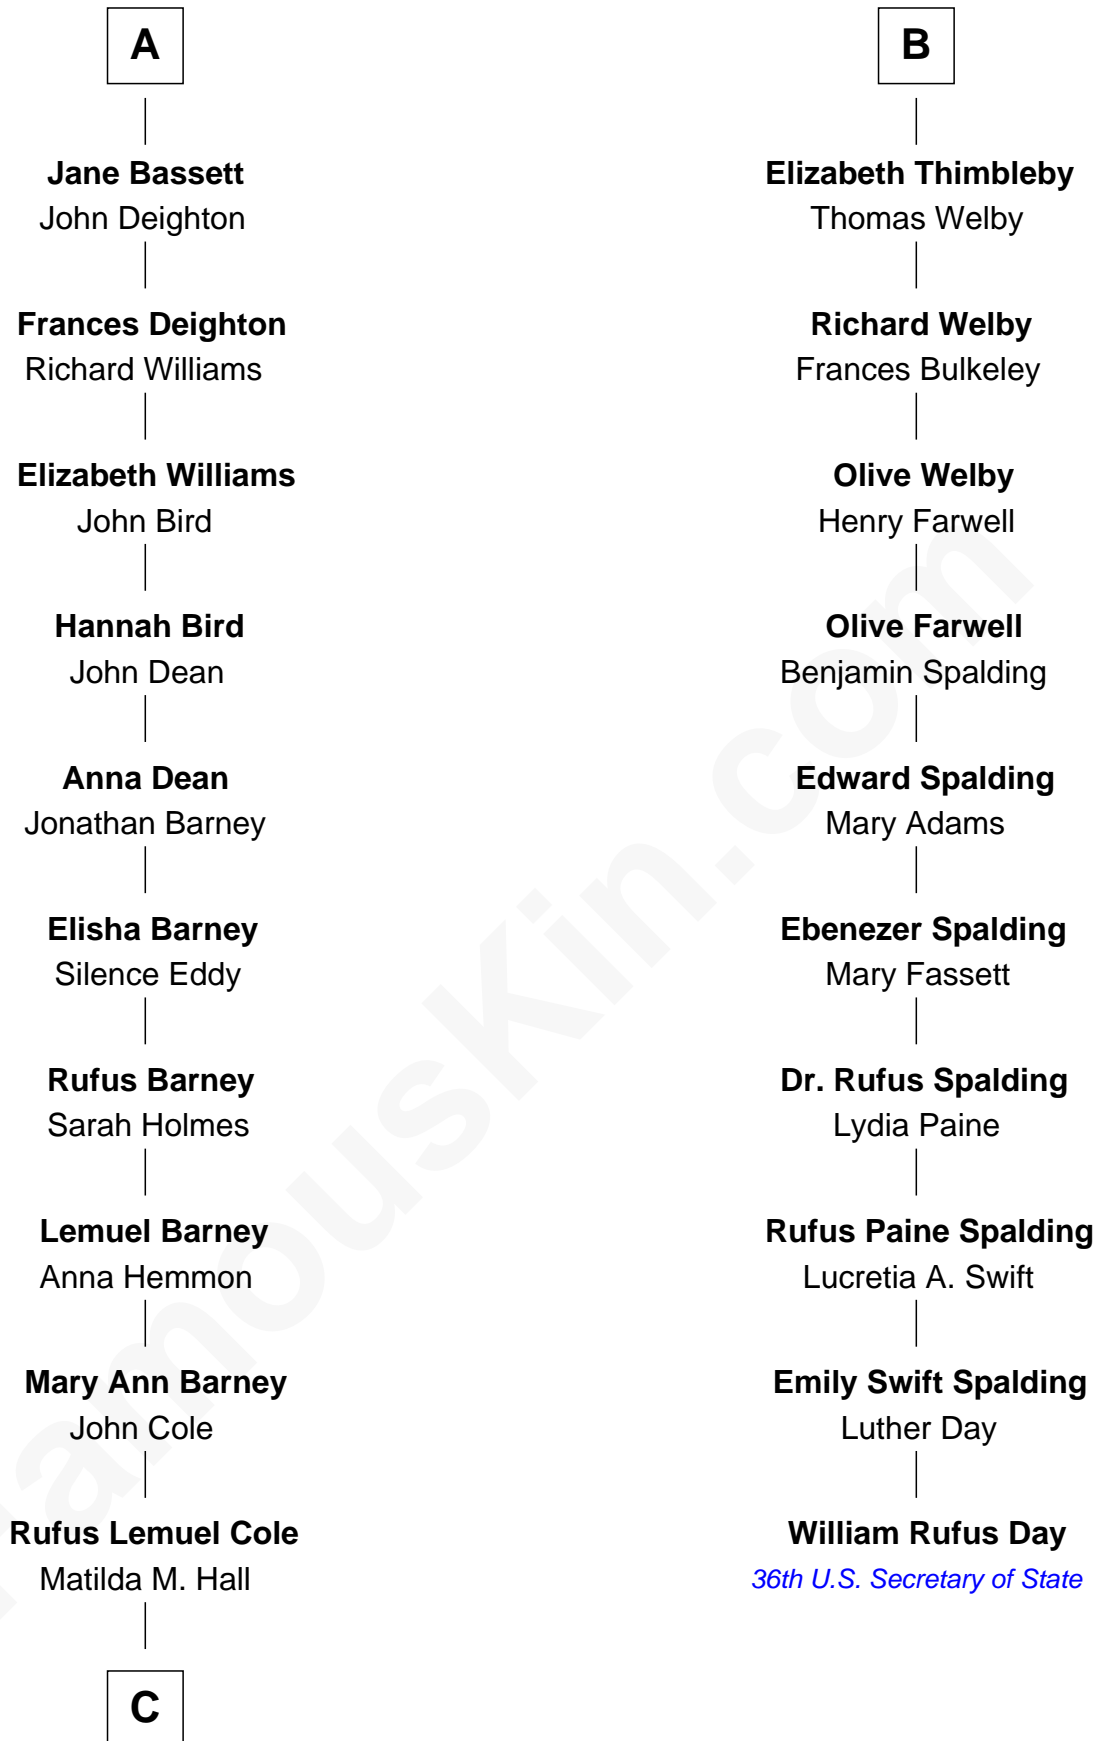 A
Jane Bassett
John Deighton
Frances Deighton
Richard Williams
Elizabeth Williams
John Bird
Hannah Bird
John Dean
Anna Dean
Jonathan Barney
Elisha Barney
Silence Eddy
Rufus Barney
Sarah Holmes
Lemuel Barney
Anna Hemmon
Mary Ann Barney
John Cole
Rufus Lemuel Cole
Matilda M. Hall
C
B
Elizabeth Thimbleby
Thomas Welby
Richard Welby
Frances Bulkeley
Olive Welby
Henry Farwell
Olive Farwell
Benjamin Spalding
Edward Spalding
Mary Adams
Ebenezer Spalding
Mary Fassett
Dr. Rufus Spalding
Lydia Paine
Rufus Paine Spalding
Lucretia A. Swift
Emily Swift Spalding
Luther Day
William Rufus Day
36th U.S. Secretary of State
FamousKin.com